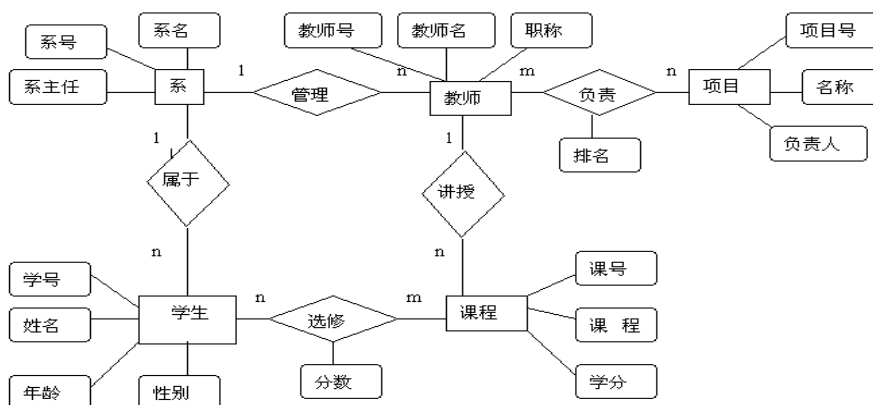 系名
教师号
教师名
职称
项目号
系号
系主任
系
1
管理
n
教师
m
负责
n
项目
名称
负责人
排名
1
属于
n
1
讲授
n
学号
姓名
年龄
性别
学生
n
选修
m
分数
课程
课号
课 程
学分